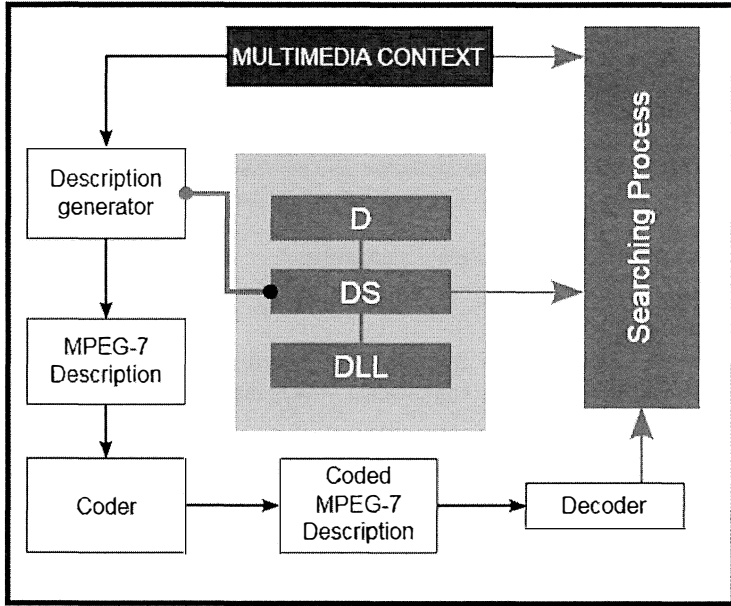 MULTIMEDIA CONTEXT
Searching Process
Description
generator
D
DS
DLL
MPEG-7
Description
Coder
Coded
MPEG-7
Description
Decoder